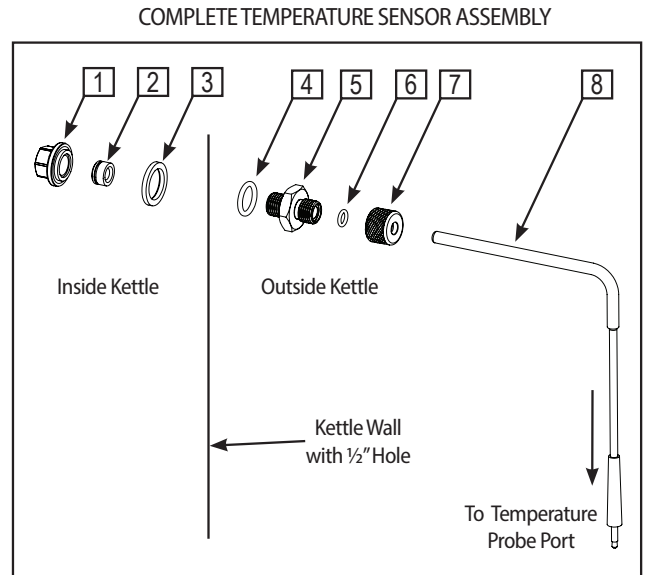 COMPLETE TEMPERATURE SENSOR ASSEMBLY
1 2 3 4 5 6 7 8
Inside Kettle
Outside Kettle
Kettle Wall
with ½" Hole
To Temperature
Probe Port